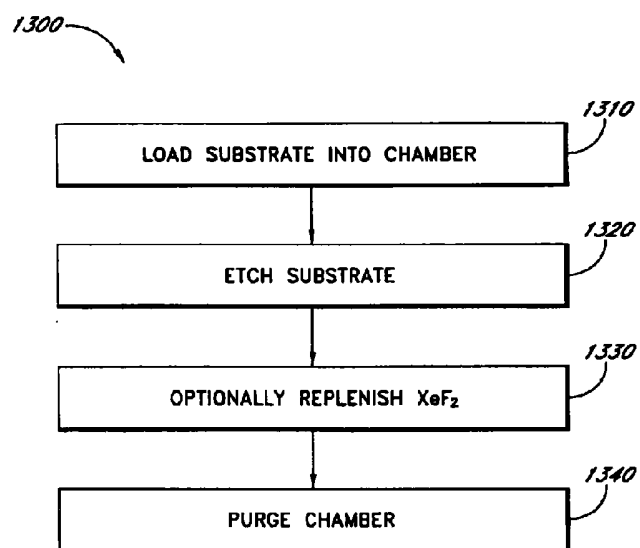 1300
1310
LOAD SUBSTRATE INTO CHAMBER
1320
ETCH SUBSTRATE
1330
OPTIONALLY REPLENISH XeF₂
1340
PURGE CHAMBER